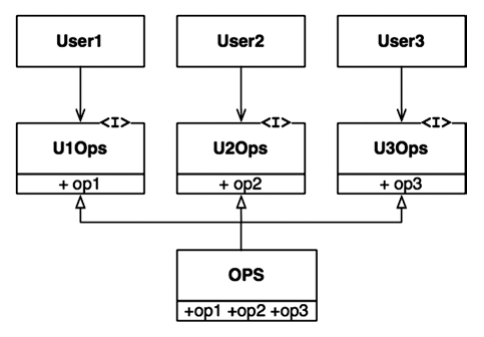 User1 User2 User3
<I> <I> <I>
U1Ops U2Ops U3Ops
+ op1 + op2 + op3
OPS
+op1 +op2 +op3